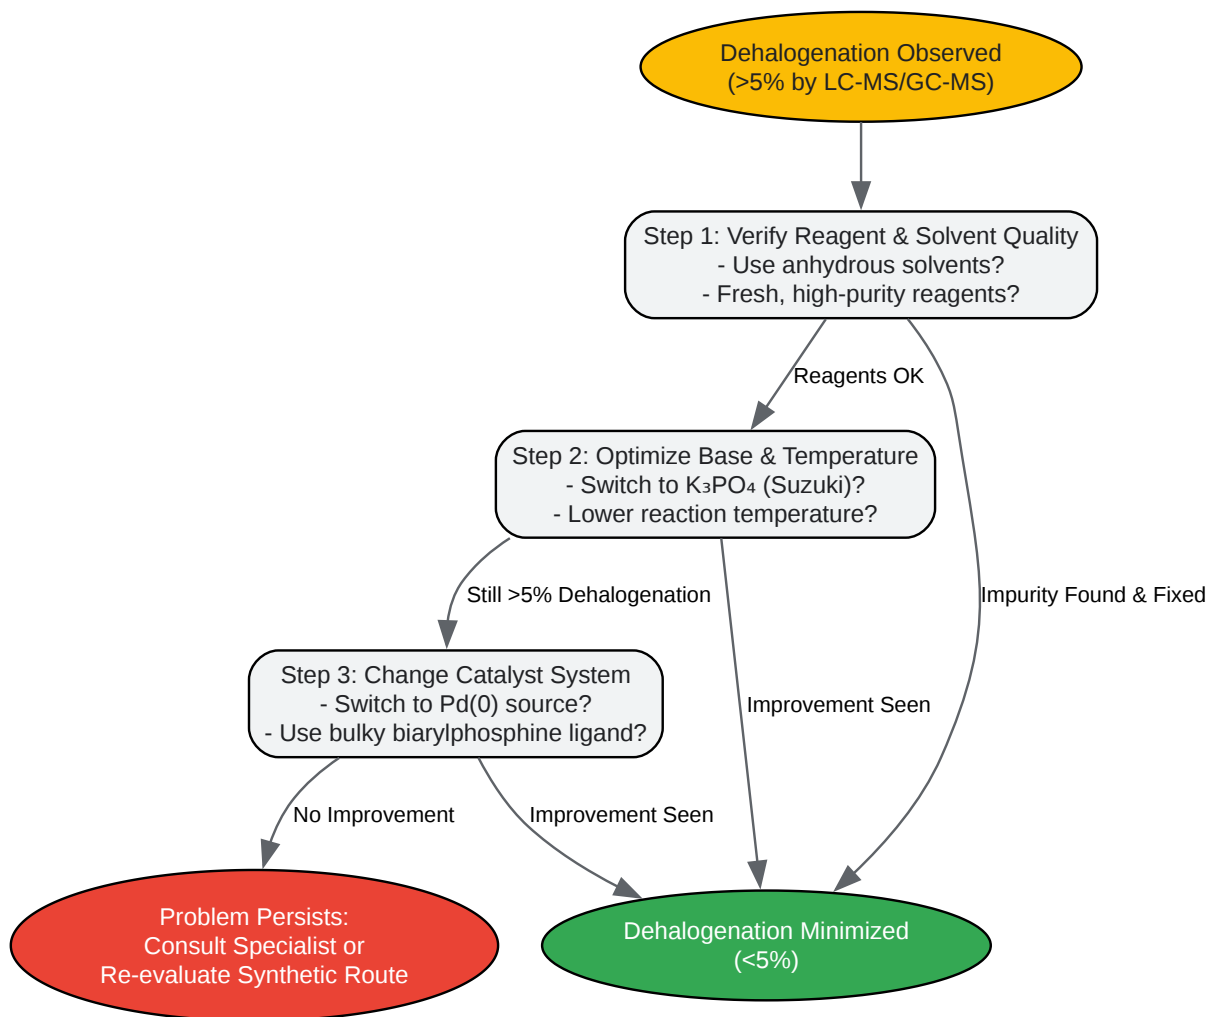 Dehalogenation Observed
(>5% by LC-MS/GC-MS)
Step 1: Verify Reagent & Solvent Quality
- Use anhydrous solvents?
- Fresh, high-purity reagents?
Reagents OK
Step 2: Optimize Base & Temperature
- Switch to K₃PO₄ (Suzuki)?
- Lower reaction temperature?
Still >5% Dehalogenation
Impurity Found & Fixed
Step 3: Change Catalyst System
- Switch to Pd(0) source?
- Use bulky biarylphosphine ligand?
Improvement Seen
No Improvement
Improvement Seen
Problem Persists:
Consult Specialist or
Re-evaluate Synthetic Route
Dehalogenation Minimized
(<5%)